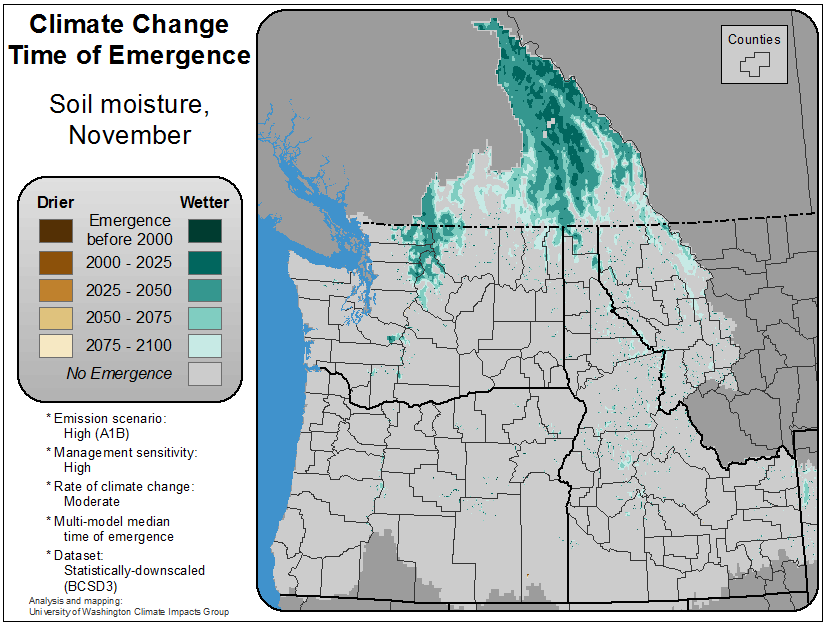 Climate Change
Time of Emergence
Soil moisture,
November
Drier
Wetter
Emergence
before 2000
2000 - 2025
2025 - 2050
2050 - 2075
2075 - 2100
No Emergence
* Emission scenario:
High (A1B)
* Management sensitivity:
High
* Rate of climate change:
Moderate
* Multi-model median
time of emergence
* Dataset:
Statistically-downscaled
(BCSD3)
Analysis and mapping:
University of Washington Climate Impacts Group
Counties